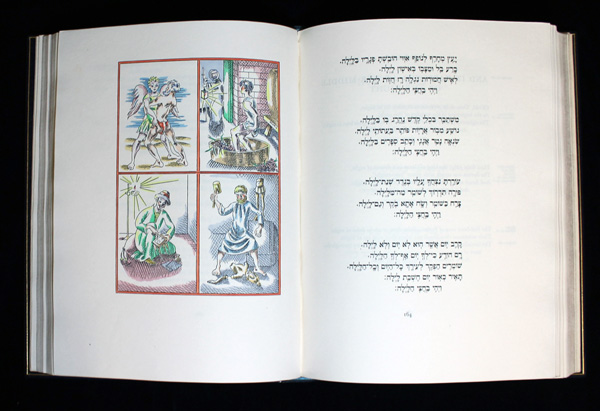 יָעַץ מְחָרֵף לְנוֹפֵף אִוּוּי הוֹבַשְׁתָּ פְגָרָיו בַּלַּיְלָה.
כָּרַע בֵּל וּמַצָּבוֹ בְּאִישׁוֹן לַיְלָה.
לְאִישׁ חֲמוּדוֹת נִגְלָה רָז חֲזוֹת לַיְלָה.
וַיְהִי בַּחֲצִי הַלַּיְלָה:
מִשְׁתַּכֵּר בִּכְלֵי קֹדֶשׁ נֶהֱרַג בּוֹ בַּלַּיְלָה.
נוֹשַׁע מִבּוֹר אֲרָיוֹת פּוֹתֵר בִּעֲתוּתֵי לַיְלָה.
שִׂנְאָה נָטַר אֲגָגִי וְכָתַב סְפָרִים בַּלַּיְלָה.
וַיְהִי בַּחֲצִי הַלַּיְלָה:
עוֹרַרְתָּ נִצְחֲךָ עָלָיו בְּנֶדֶד שְׁנַת־לַיְלָה.
פּוּרָה תִדְרוֹךְ לְשׁוֹמֵר מַה־מִלַּיְלָה.
צָרַח כַּשּׁוֹמֵר וְשָׂח אָתָא בֹקֶר וְגַם־לַיְלָה.
וַיְהִי בַּחֲצִי הַלַּיְלָה:
קָרֵב יוֹם אֲשֶׁר הוּא לֹא יוֹם וְלֹא לַיְלָה.
רָם הוֹדַע כִּי־לְךָ יוֹם אַף־לְךָ הַלַּיְלָה.
שׁוֹמְרִים הַפְקֵד לְעִירְךָ כָּל־הַיּוֹם וְכָל־הַלַּיְלָה.
תָּאִיר כְּאוֹר יוֹם חֶשְׁכַת לַיְלָה.
וַיְהִי בַּחֲצִי הַלַּיְלָה:
164